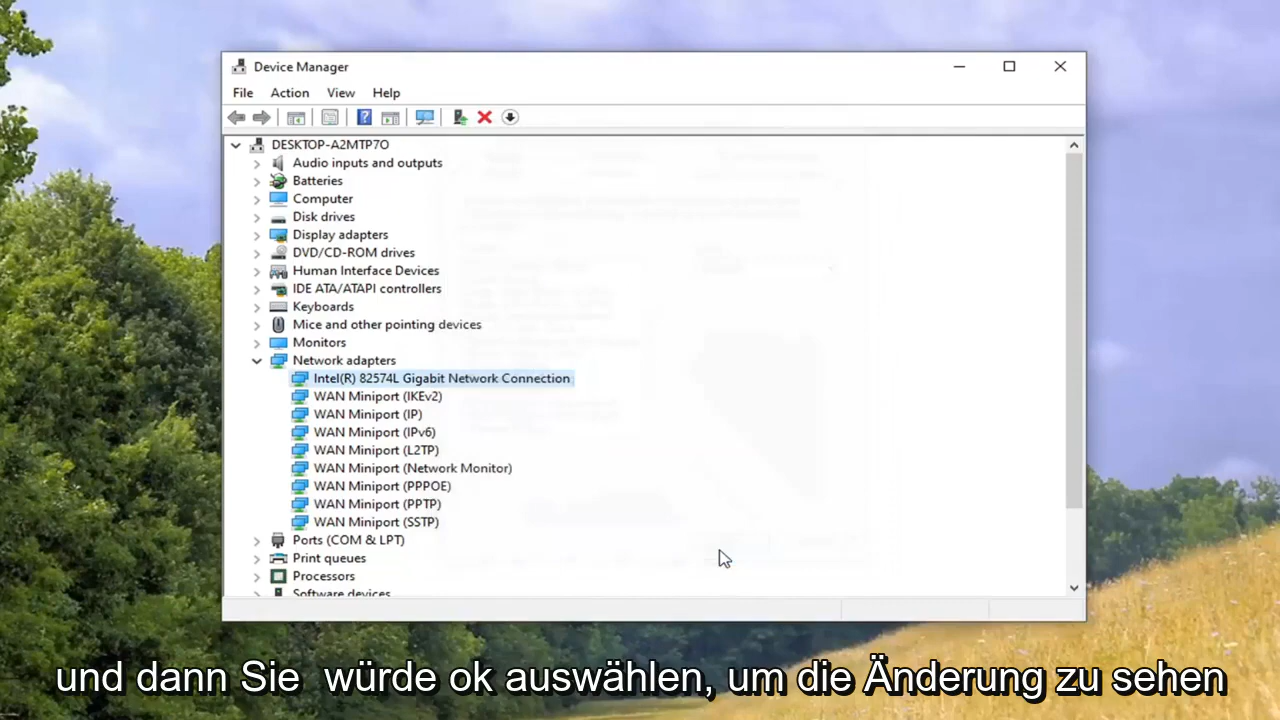 Device Manager
File Action View Help
DESKTOP-A2MTP7O
Audio inputs and outputs
Batteries
Computer
Disk drives
Display adapters
DVD/CD-ROM drives
Human Interface Devices
IDE ATA/ATAPI controllers
Keyboards
Mice and other pointing devices
Monitors
Network adapters
Intel(R) 82574L Gigabit Network Connection
WAN Miniport (IKEv2)
WAN Miniport (IP)
WAN Miniport (IPv6)
WAN Miniport (L2TP)
WAN Miniport (Network Monitor)
WAN Miniport (PPPOE)
WAN Miniport (PPTP)
WAN Miniport (SSTP)
Ports (COM & LPT)
Print queues
Processors
Software devices
und dann Sie  würde ok auswählen, um die Änderung zu sehen